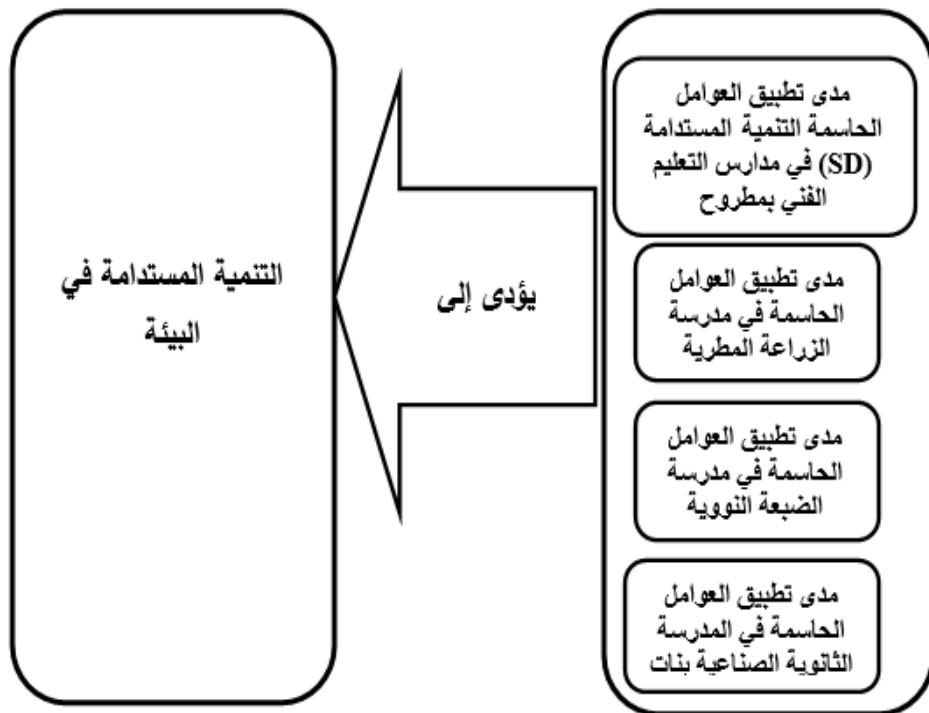 مدى تطبيق العوامل
الحاسمة التنمية المستدامة
(SD) في مدارس التعليم
الفني بمطروح
مدى تطبيق العوامل
الحاسمة في مدرسة
الزراعة المطرية
مدى تطبيق العوامل
الحاسمة في مدرسة
الضبعة النووية
مدى تطبيق العوامل
الحاسمة في المدرسة
الثانوية الصناعية بنات
يؤدى إلى
التنمية المستدامة في
البيئة